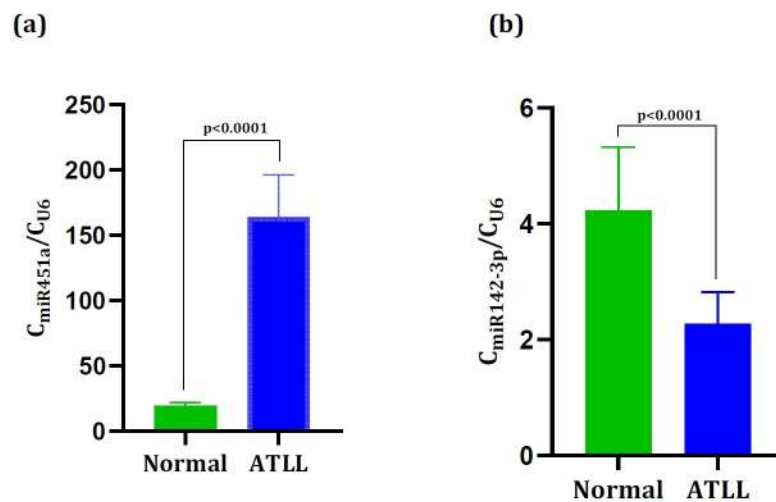 (a)
(b)
C_miR451a/C_U6
250
200
150
100
50
0
p<0.0001
Normal
ATLL
C_miR142-3p/C_U6
6
4
2
0
p<0.0001
Normal
ATLL